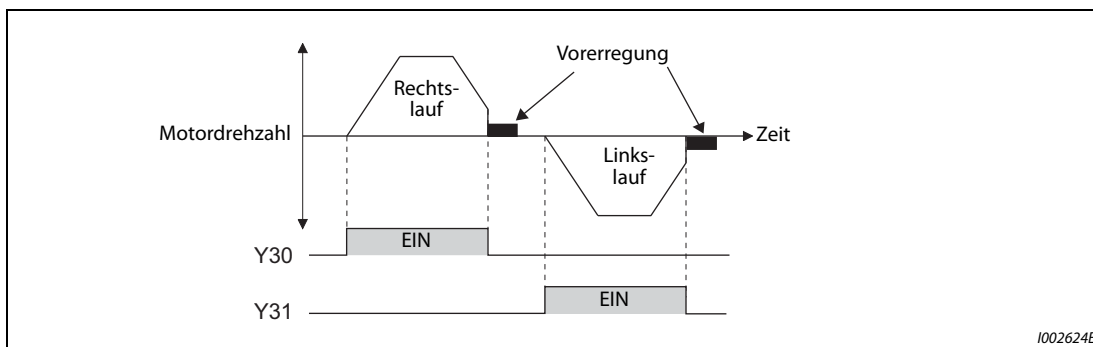 Vorerregung
Rechts-
lauf
Motordrehzahl
Zeit
Links-
lauf
EIN
Y30
EIN
Y31
I002624E